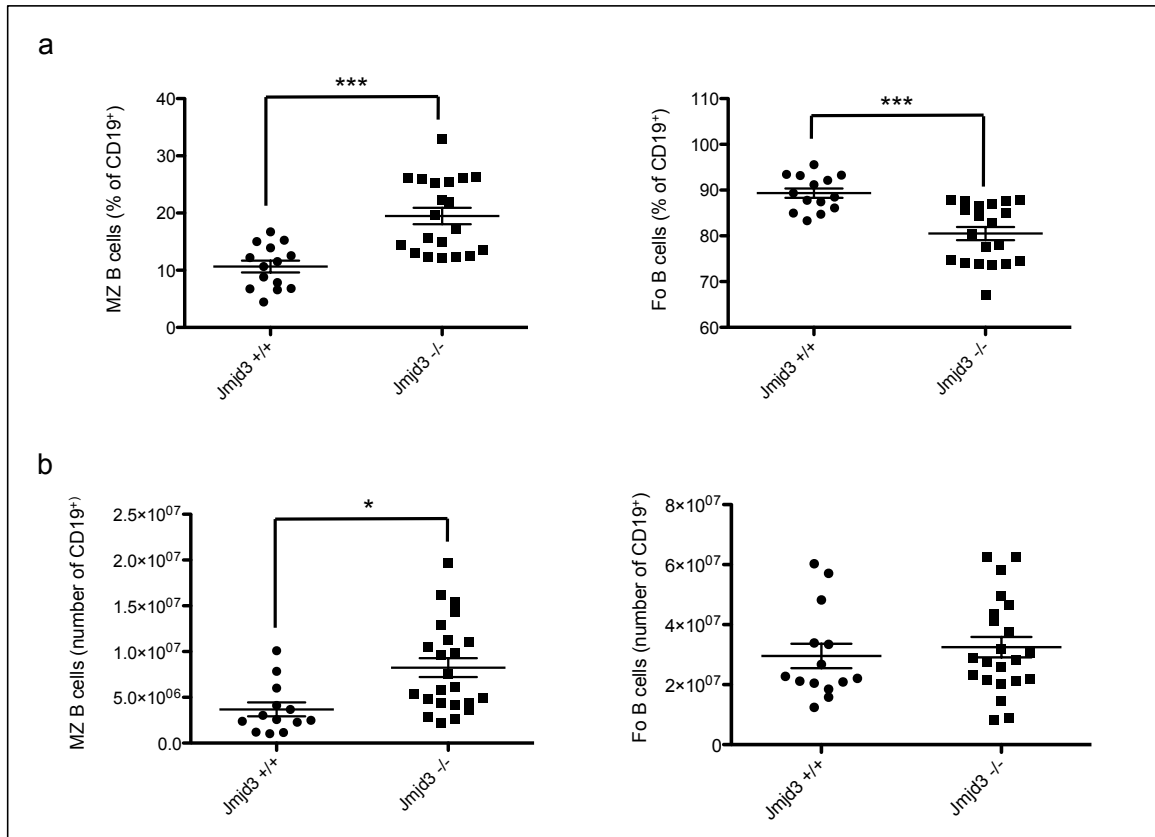 a
***
40
30
20
10
0
MZ B cells (% of CD19⁺)
Jmjd3 +/+
Jmjd3 -/-
***
110
100
90
80
70
60
Fo B cells (% of CD19⁺)
Jmjd3 +/+
Jmjd3 -/-
b
*
2.5×10⁰⁷
2.0×10⁰⁷
1.5×10⁰⁷
1.0×10⁰⁷
5.0×10⁰⁶
0.0
MZ B cells (number of CD19⁺)
Jmjd3 +/+
Jmjd3 -/-
8×10⁰⁷
6×10⁰⁷
4×10⁰⁷
2×10⁰⁷
0
Fo B cells (number of CD19⁺)
Jmjd3 +/+
Jmjd3 -/-